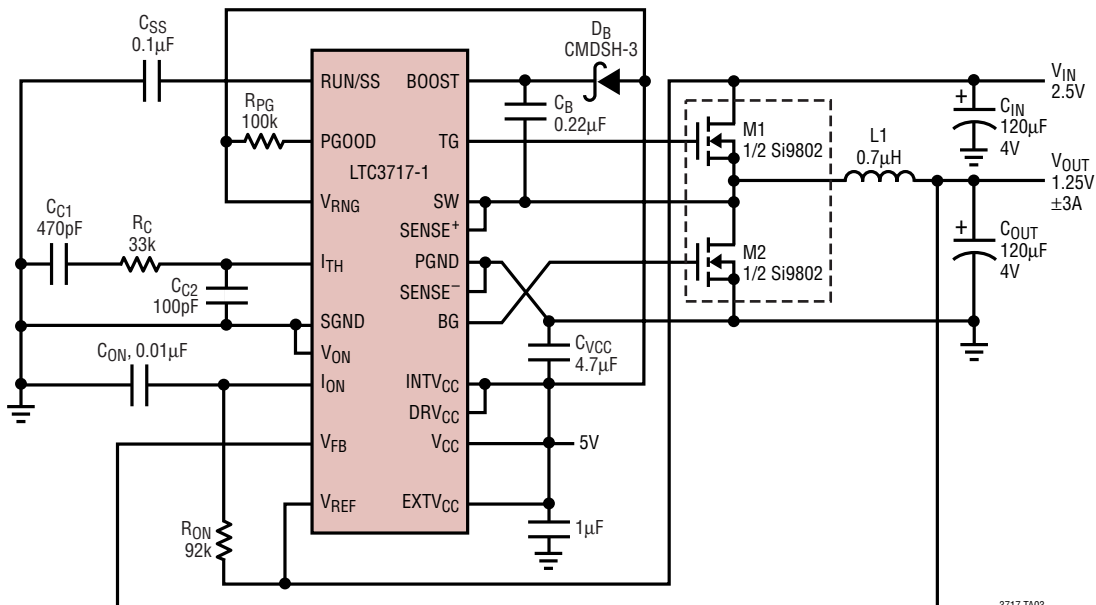 CSS
0.1µF
DB
CMDSH-3
RUN/SS
BOOST
VIN
2.5V
RPG
100k
CB
0.22µF
M1
1/2 Si9802
CIN
120µF
4V
+
PGOOD
TG
L1
0.7µH
LTC3717-1
VOUT
1.25V
±3A
VRNG
SW
SENSE+
CC1
470pF
RC
33k
COUT
120µF
4V
+
ITH
PGND
M2
1/2 Si9802
SENSE–
CC2
100pF
SGND
BG
VON
CON, 0.01µF
CVCC
4.7µF
ION
INTVCC
DRVCC
VFB
VCC
5V
VREF
EXTVCC
RON
92k
1µF
3717 TA03